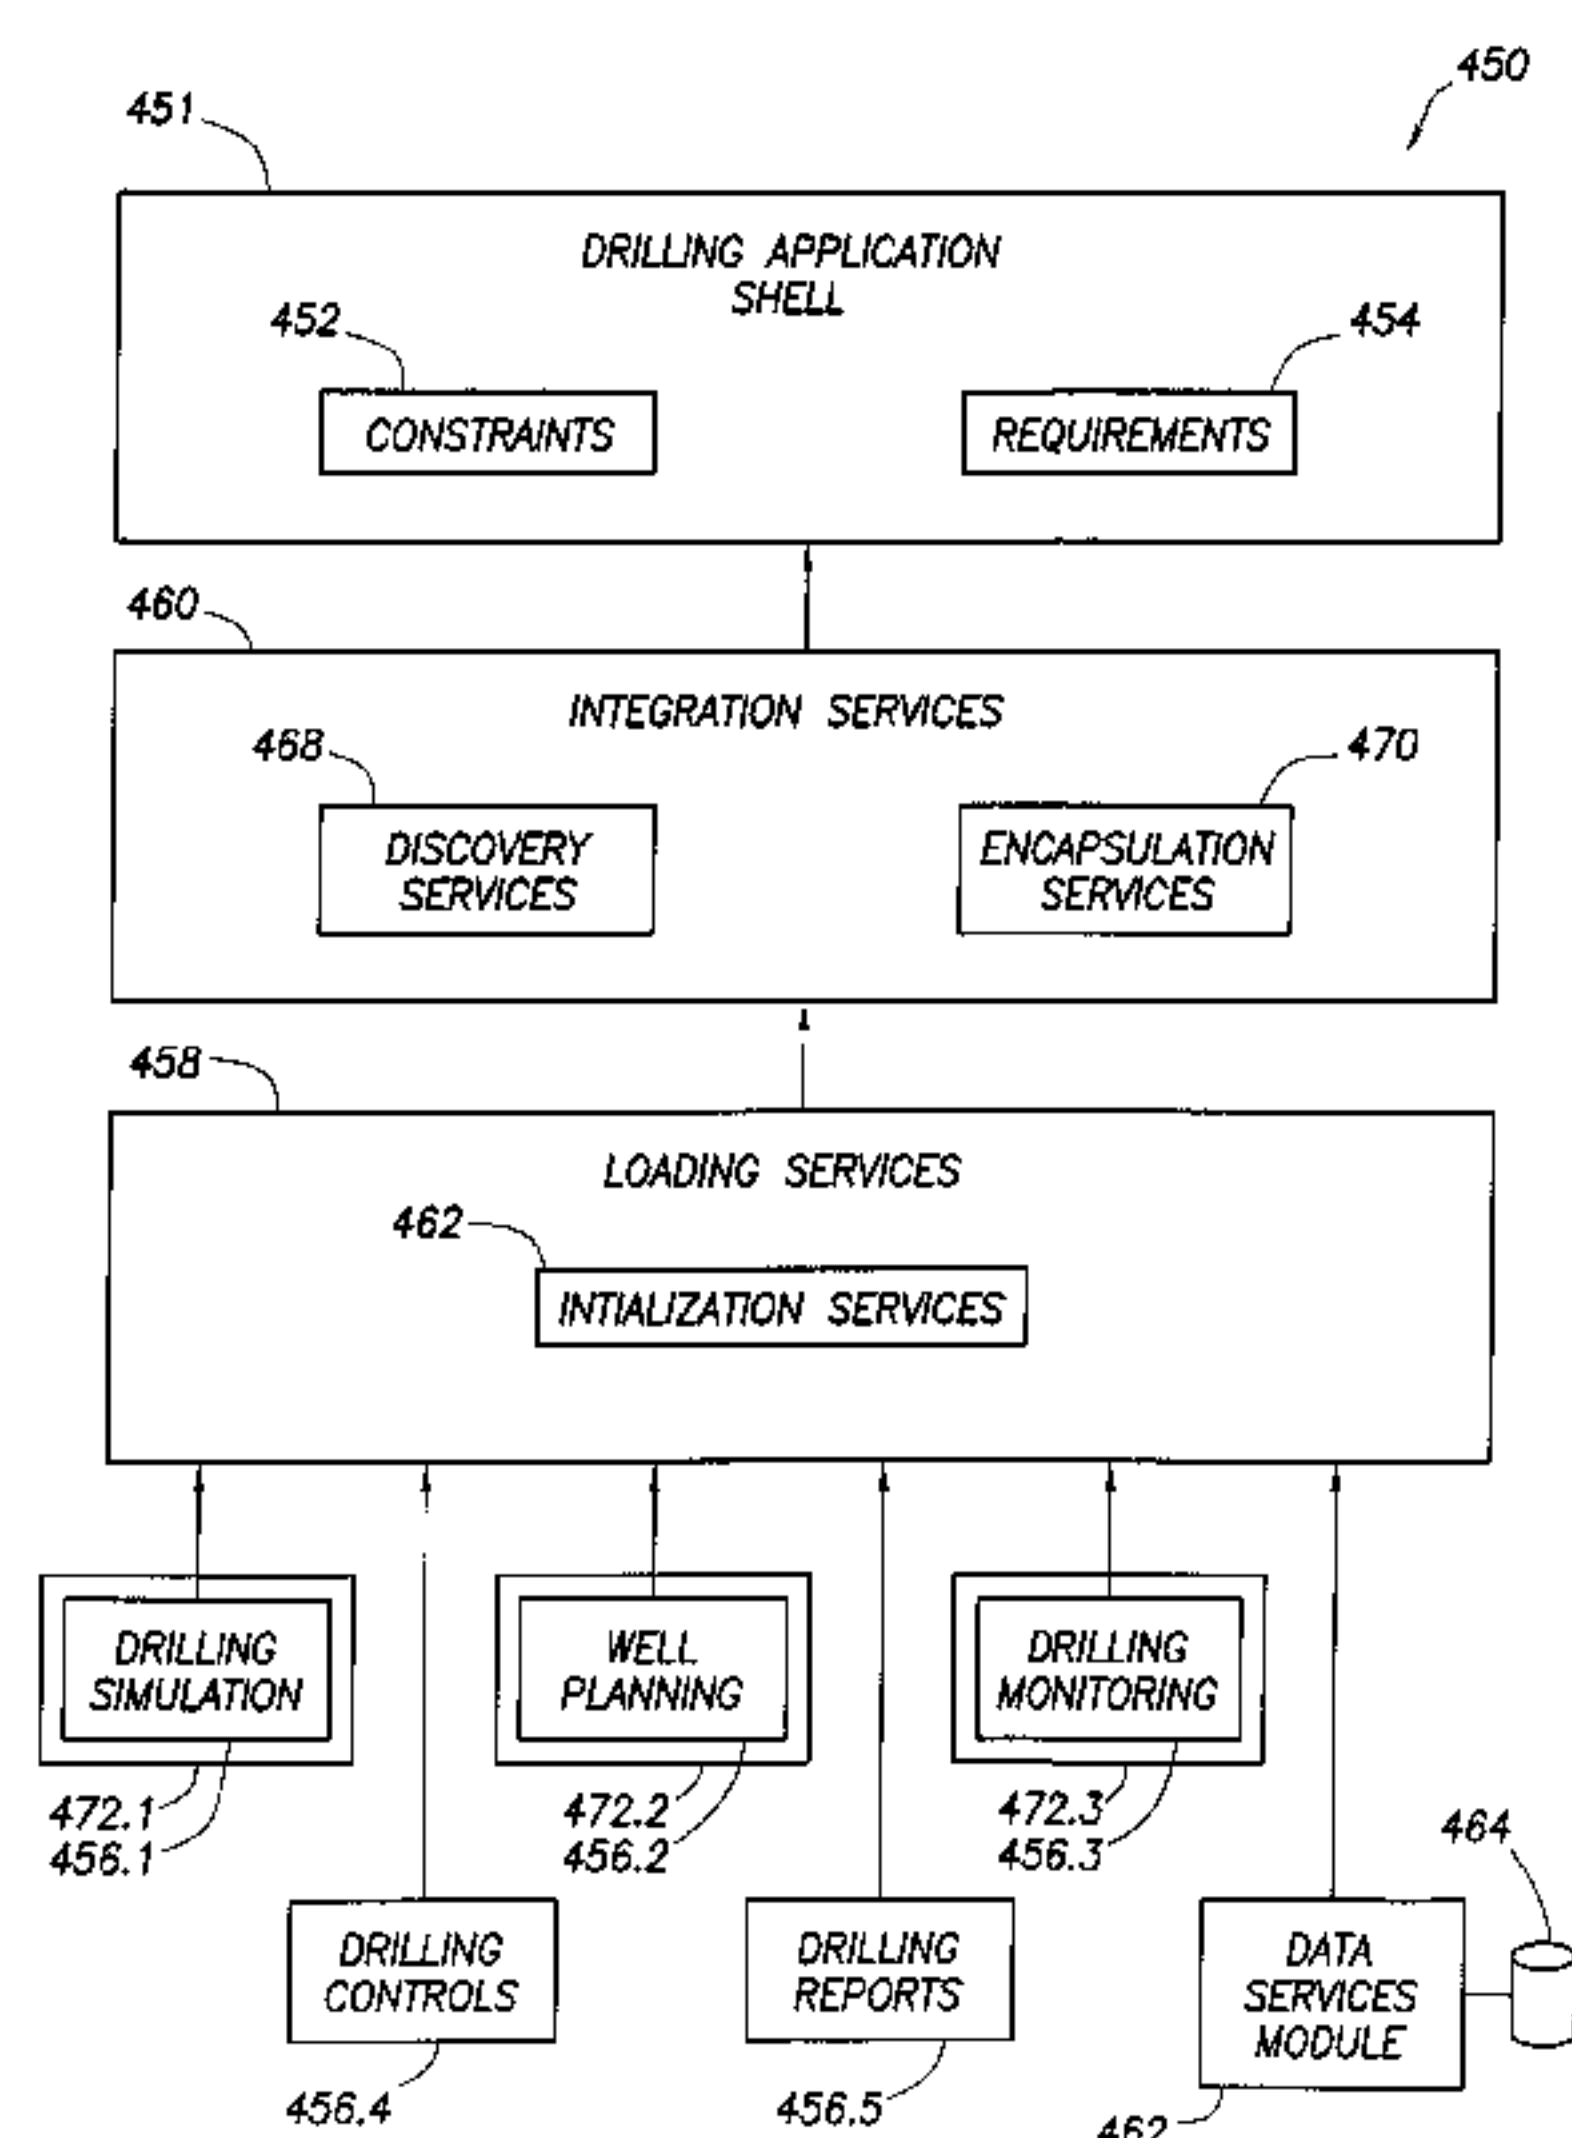 450
451
DRILLING APPLICATION
SHELL
452
454
CONSTRAINTS
REQUIREMENTS
460
INTEGRATION SERVICES
468
470
DISCOVERY
SERVICES
ENCAPSULATION
SERVICES
458
LOADING SERVICES
462
INTIALIZATION SERVICES
DRILLING
SIMULATION
WELL
PLANNING
DRILLING
MONITORING
472.1
456.1
472.2
456.2
472.3
456.3
464
DRILLING
CONTROLS
DRILLING
REPORTS
DATA
SERVICES
MODULE
456.4
456.5
462